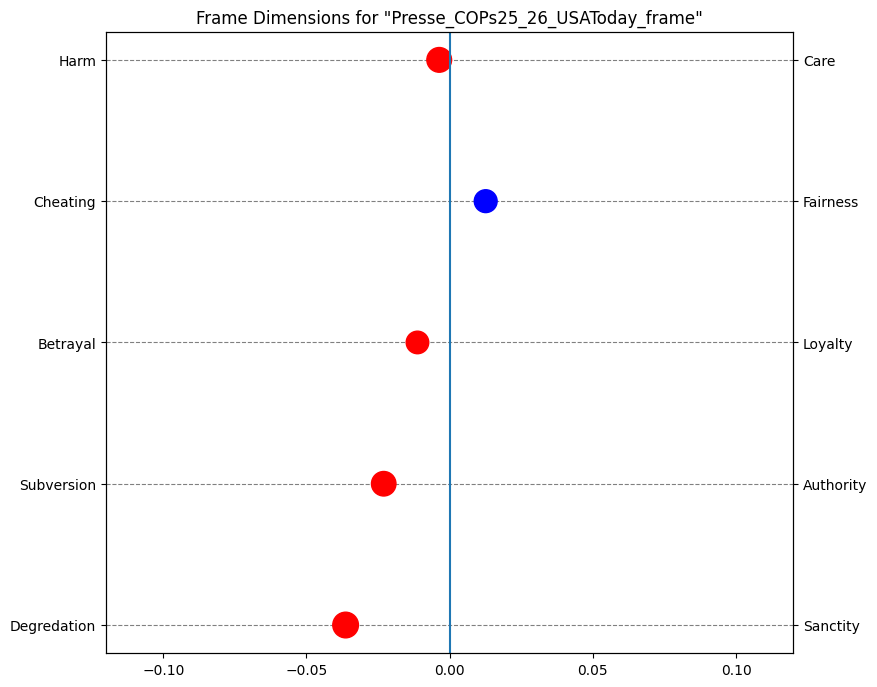 Frame Dimensions for "Presse_COPs25_26_USAToday_frame"
Harm Care
Cheating Fairness
Betrayal Loyalty
Subversion Authority
Degredation Sanctity
−0.10 −0.05 0.00 0.05 0.10